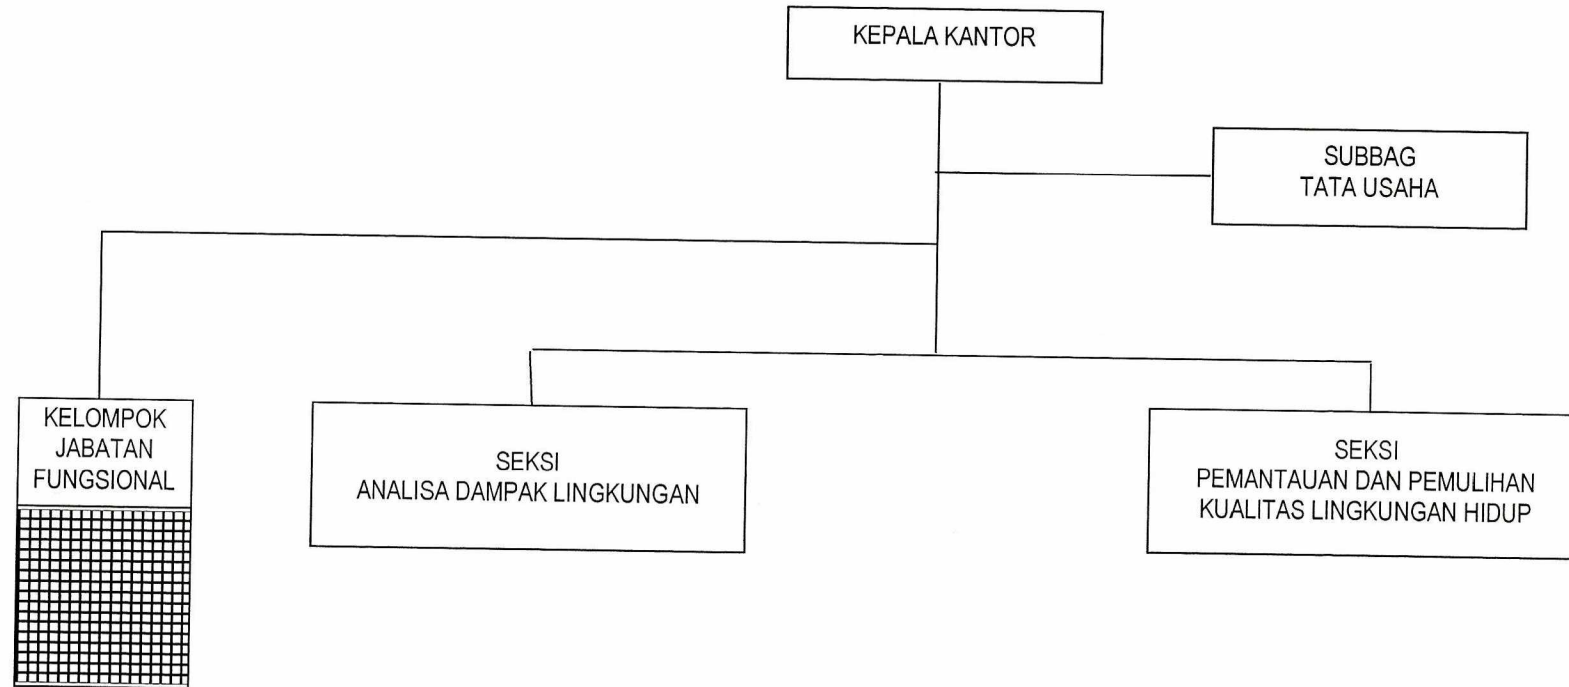 KEPALA KANTOR
SUBBAG
TATA USAHA
KELOMPOK
JABATAN
FUNGSIONAL
SEKSI
ANALISA DAMPAK LINGKUNGAN
SEKSI
PEMANTAUAN DAN PEMULIHAN
KUALITAS LINGKUNGAN HIDUP